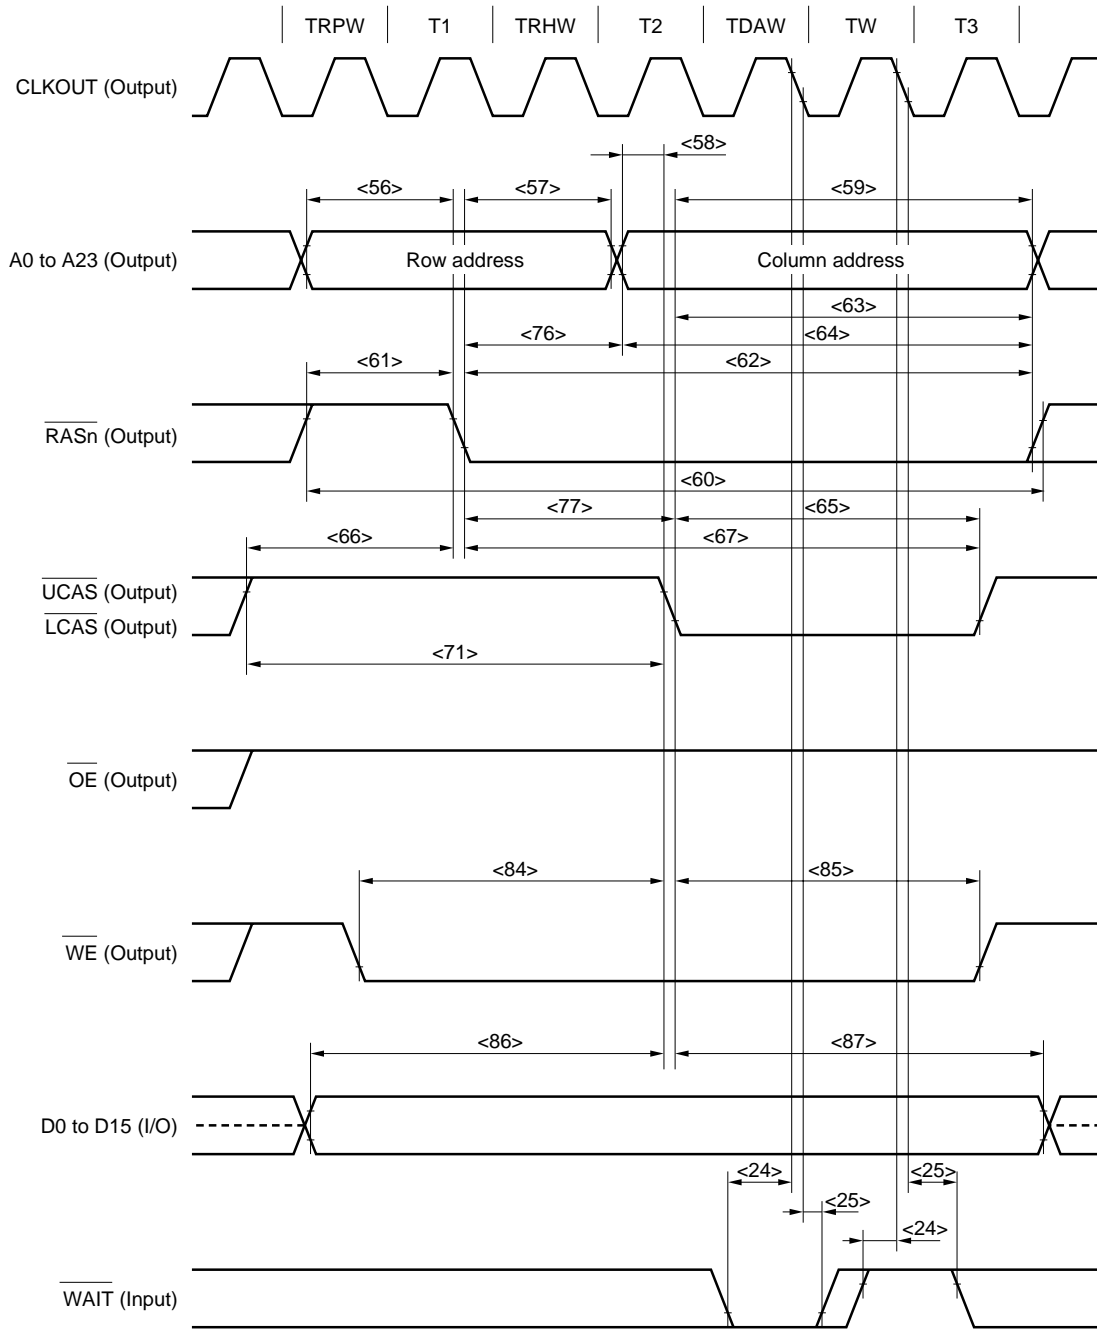 TRPW T1 TRHW T2 TDAW TW T3
CLKOUT (Output)
<58>
<56> <57> <59>
A0 to A23 (Output) Row address Column address
<63>
<76> <64>
<61> <62>
RASn (Output)
<60>
<77> <65>
<66> <67>
UCAS (Output)
LCAS (Output)
<71>
OE (Output)
<84> <85>
WE (Output)
<86> <87>
D0 to D15 (I/O)
<24> <25>
<25>
<24>
WAIT (Input)